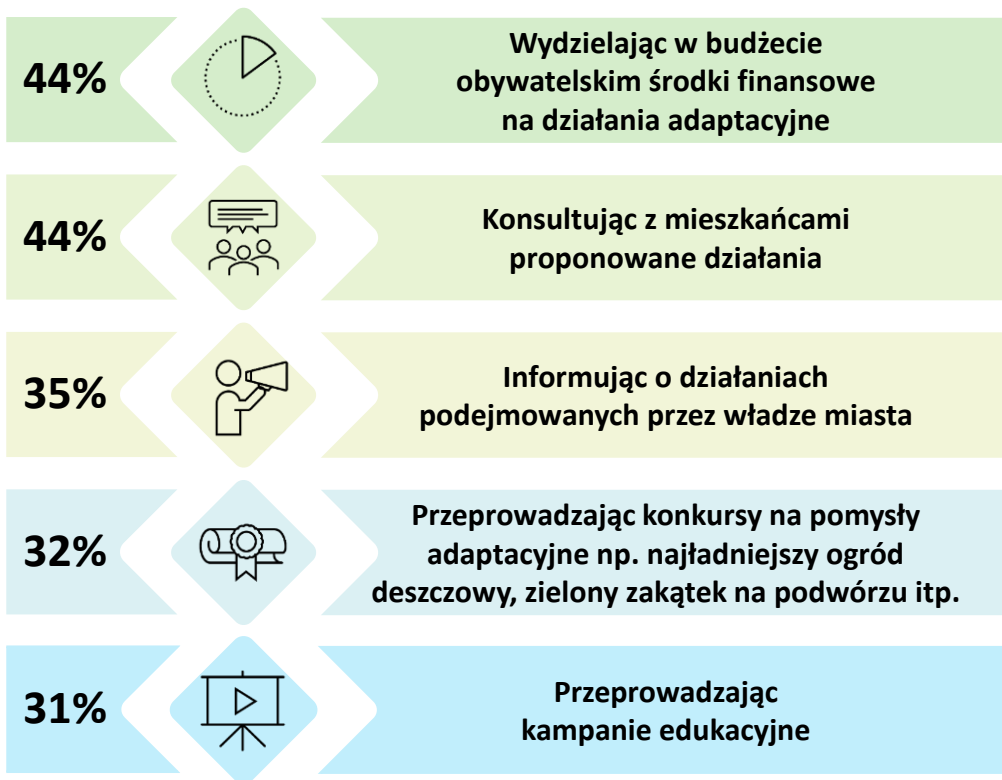 44%
Wydzielając w budżecie
obywatelskim środki finansowe
na działania adaptacyjne
44%
Konsultując z mieszkańcami
proponowane działania
35%
Informując o działaniach
podejmowanych przez władze miasta
32%
Przeprowadzając konkursy na pomysły
adaptacyjne np. najładniejszy ogród
deszczowy, zielony zakątek na podwórzu itp.
31%
Przeprowadzając
kampanie edukacyjne